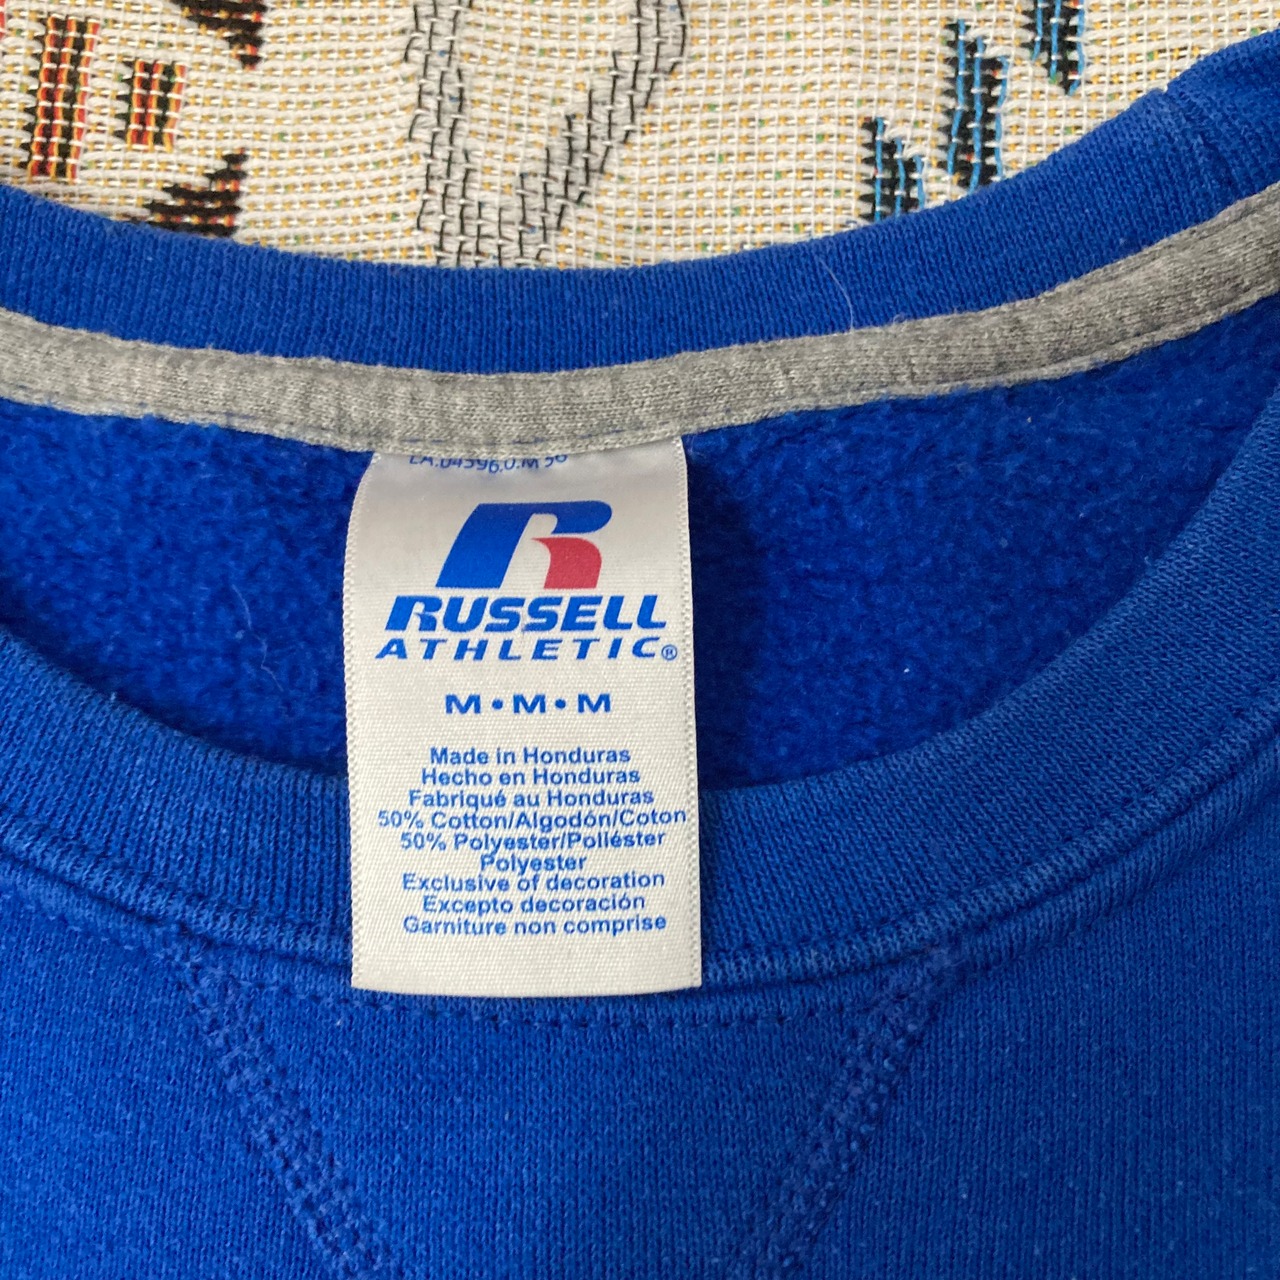 RUSSELL
ATHLETIC®
M•M•M
Made in Honduras
Hecho en Honduras
Fabriqué au Honduras
50% Cotton/Algodón/Coton
50% Polyester/Poliéster
Polyester
Exclusive of decoration
Excepto decoración
Garniture non comprise